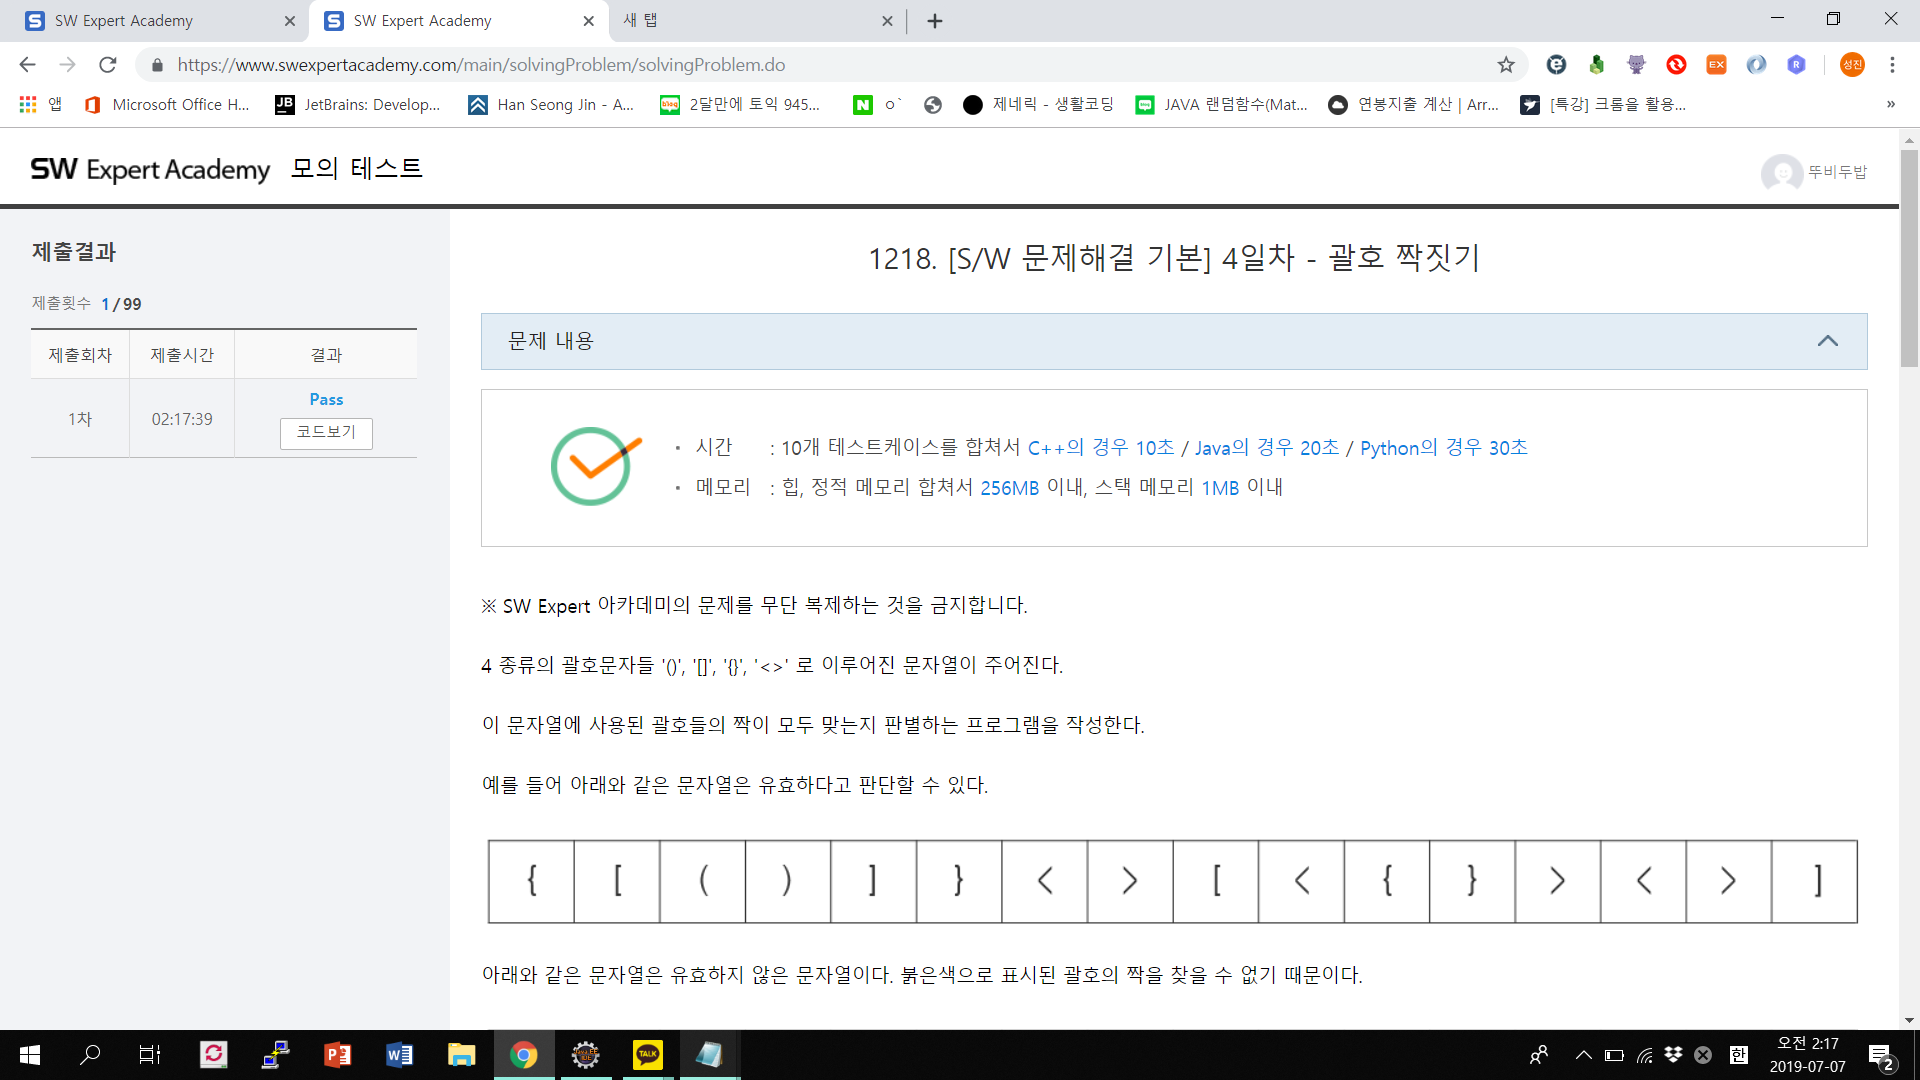 SW Expert Academy
SW Expert Academy
새 탭
https://www.swexpertacademy.com/main/solvingProblem/solvingProblem.do
EX
R
성진
앱
Microsoft Office H...
JB
JetBrains: Develop...
Han Seong Jin - A...
blog
2달만에 토익 945...
N
ㅇ`
제네릭 - 생활코딩
JAVA 랜덤함수(Mat...
연봉지출 계산 | Arr...
[특강] 크롬을 활용...
»
SW Expert Academy 모의 테스트
뚜비두밥
제출결과
제출횟수 1 / 99
제출회차 제출시간 결과
1차 02:17:39 Pass
코드보기
1218. [S/W 문제해결 기본] 4일차 - 괄호 짝짓기
문제 내용
· 시간 : 10개 테스트케이스를 합쳐서 C++의 경우 10초 / Java의 경우 20초 / Python의 경우 30초
· 메모리 : 힙, 정적 메모리 합쳐서 256MB 이내, 스택 메모리 1MB 이내
※ SW Expert 아카데미의 문제를 무단 복제하는 것을 금지합니다.
4 종류의 괄호문자들 '()', '[]', '{}', '<>' 로 이루어진 문자열이 주어진다.
이 문자열에 사용된 괄호들의 짝이 모두 맞는지 판별하는 프로그램을 작성한다.
예를 들어 아래와 같은 문자열은 유효하다고 판단할 수 있다.
{ [ ( ) ] } < > [ < { } > < > ]
아래와 같은 문자열은 유효하지 않은 문자열이다. 붉은색으로 표시된 괄호의 짝을 찾을 수 없기 때문이다.
TALK
한
오전 2:17
2019-07-07
2